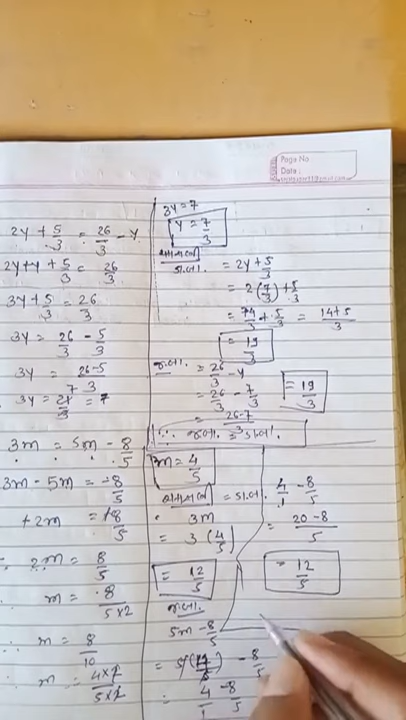 Page No.
Date :
2y + 5/3 = 26/3 - y
2y + y + 5/3 = 26/3
3y + 5/3 = 26/3
3y = 26/3 - 5/3
3y = 26-5/3
3y = 21/3 = 7
3y = 7
y = 7/3
= 2y + 5/3
= 2(7/3) + 5/3
= 14/3 + 5/3 = 14+5/3
= 19/3
= 26/3 - y
= 26/3 - 7/3
= 26-7/3
= 19/3
3m = 5m - 8/5
3m - 5m = -8/5
+2m = +8/5
2m = 8/5
m = 8/5×2
m = 8/10
m = 4×2/5×2
m = 4/5
3m
= 3(4/5)
= 12/5
5m - 8/5
= 5(4/5) - 8/5
= 4/1 - 8/5
4/1 - 8/5
= 20-8/5
= 12/5